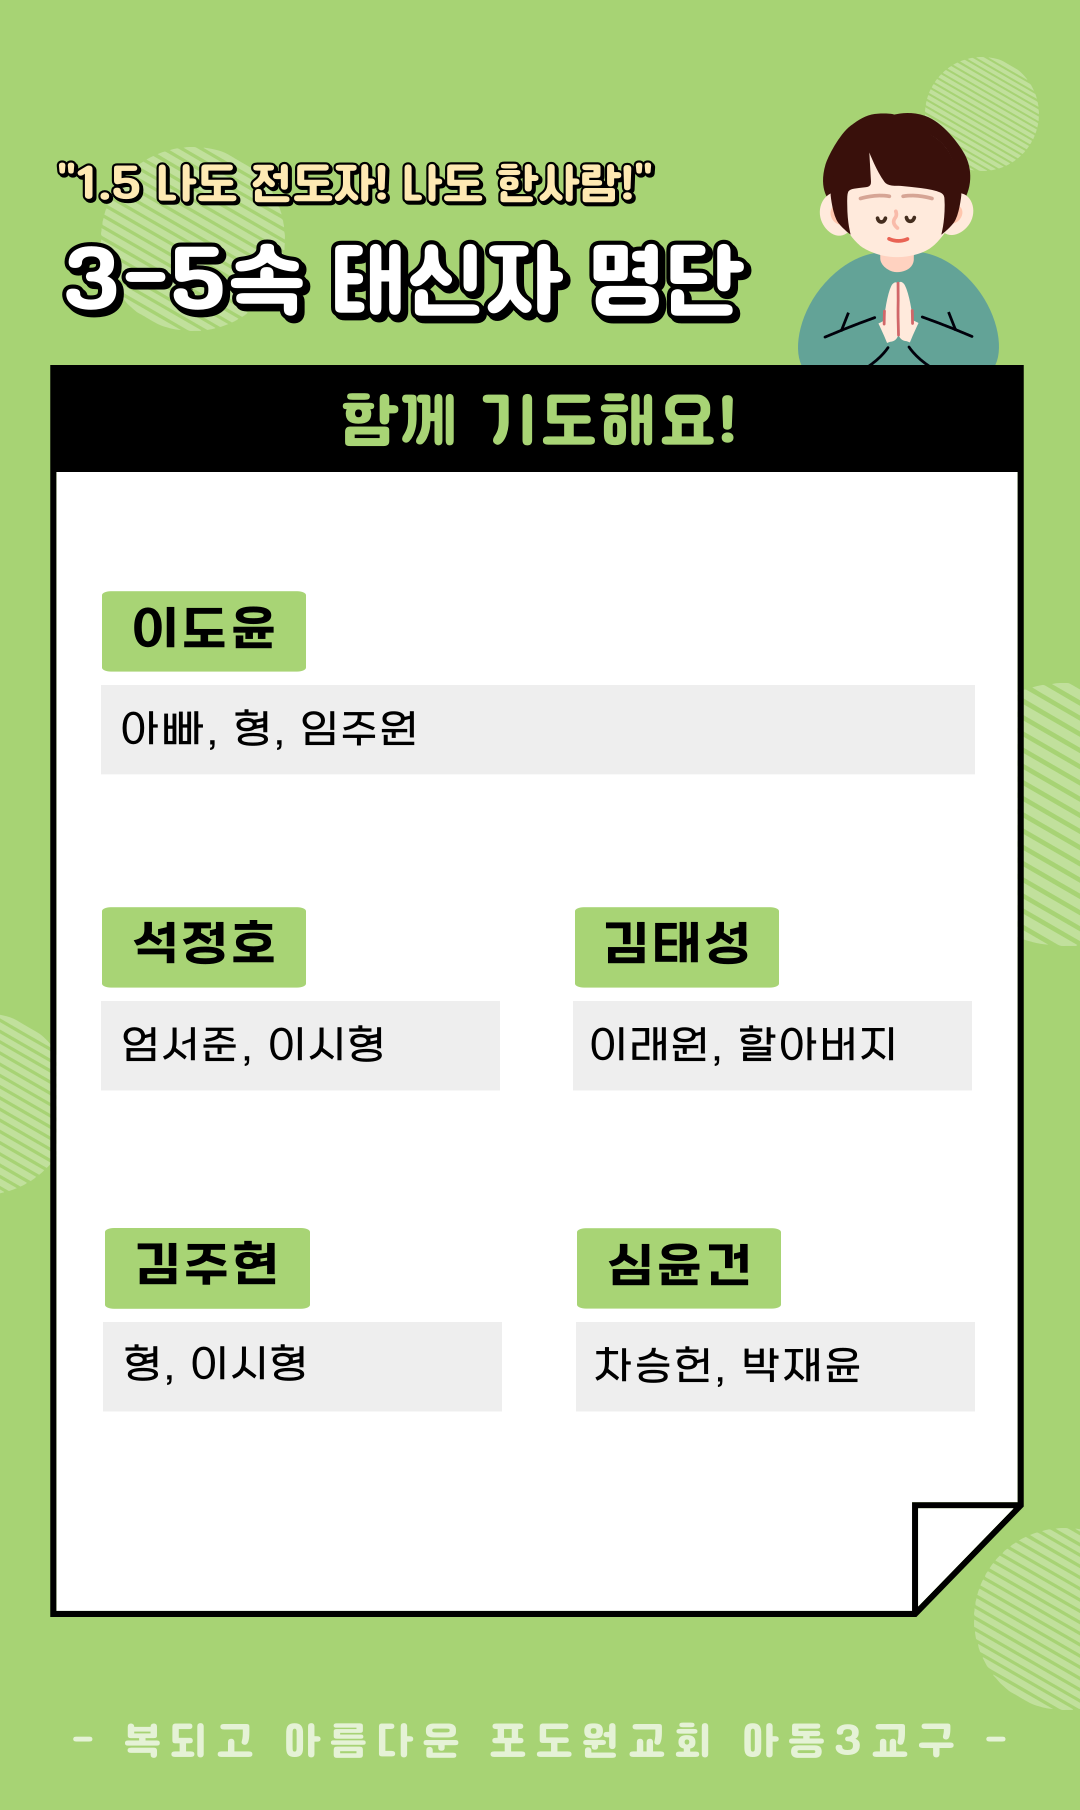 "1.5 나도 전도자! 나도 한사람!"
3-5속 태신자 명단
함께 기도해요!
이도윤
아빠, 형, 임주원
석정호
엄서준, 이시형
김태성
이래원, 할아버지
김주현
형, 이시형
심윤건
차승헌, 박재윤
- 복되고 아름다운 포도원교회 아동3교구 -